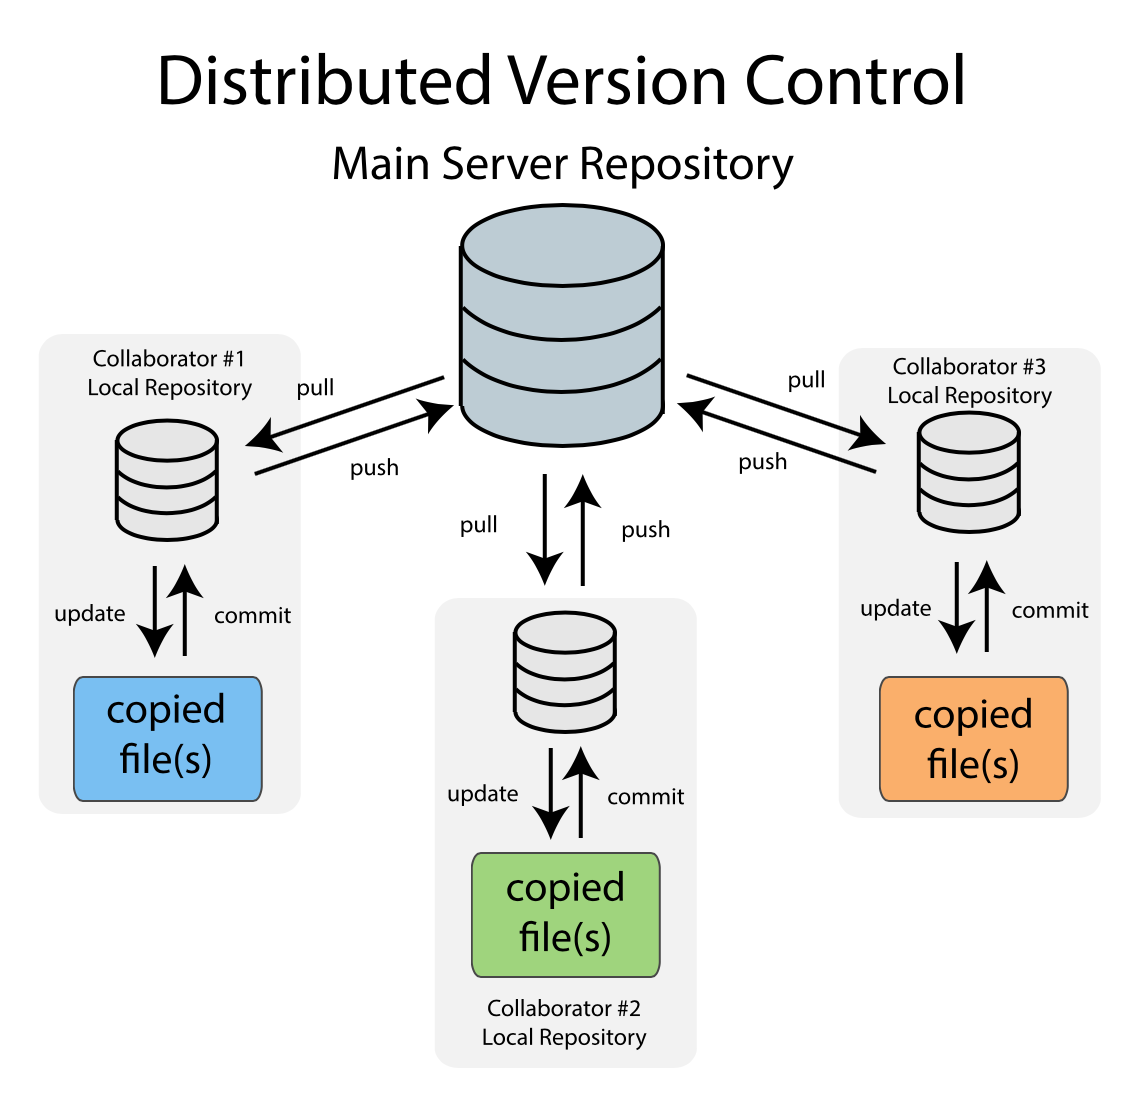 Distributed Version Control
Main Server Repository
Collaborator #1
Local Repository
pull
push
update
commit
copied
file(s)
pull
push
update
commit
copied
file(s)
Collaborator #2
Local Repository
Collaborator #3
Local Repository
pull
push
update
commit
copied
file(s)